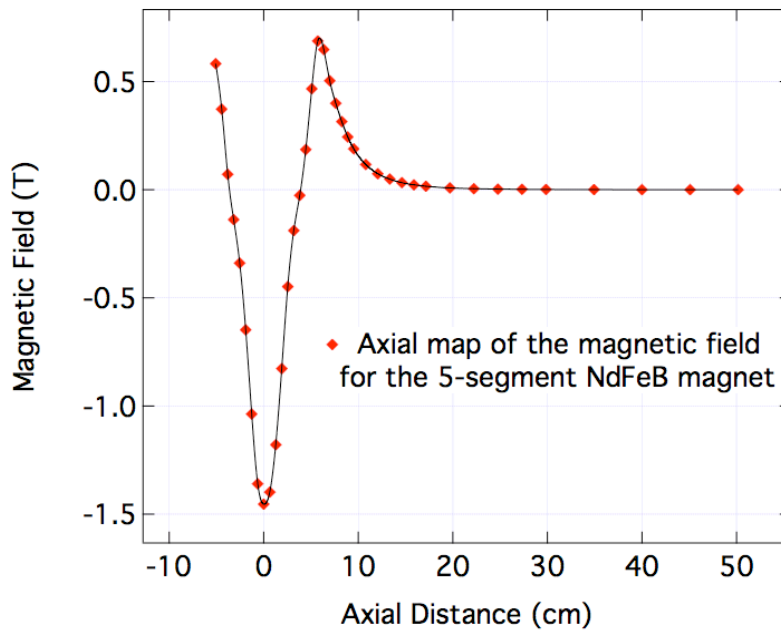 0.5
0.0
-0.5
-1.0
-1.5
Magnetic Field (T)
Axial map of the magnetic field
for the 5-segment NdFeB magnet
-10 0 10 20 30 40 50
Axial Distance (cm)